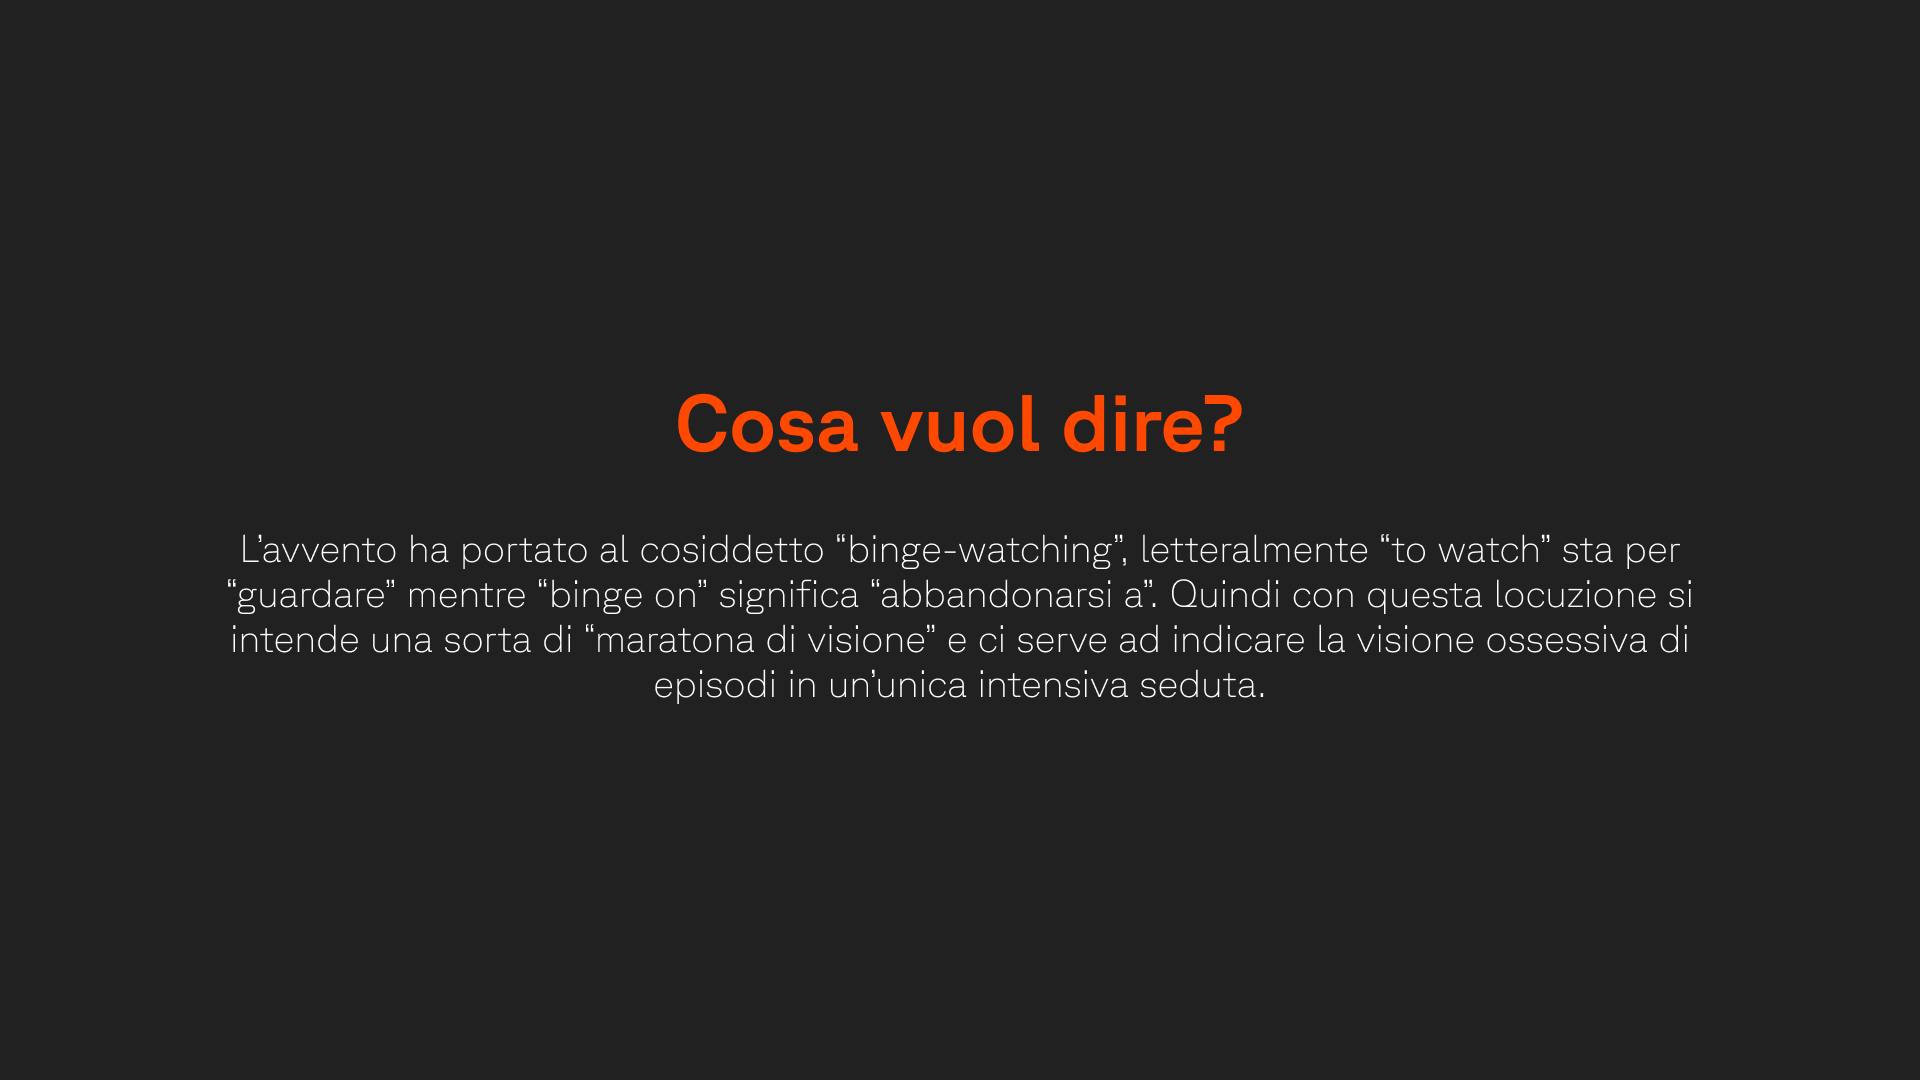 Cosa vuol dire?
L’avvento ha portato al cosiddetto “binge-watching”, letteralmente “to watch” sta per
“guardare” mentre “binge on” significa “abbandonarsi a”. Quindi con questa locuzione si
intende una sorta di “maratona di visione” e ci serve ad indicare la visione ossessiva di
episodi in un’unica intensiva seduta.